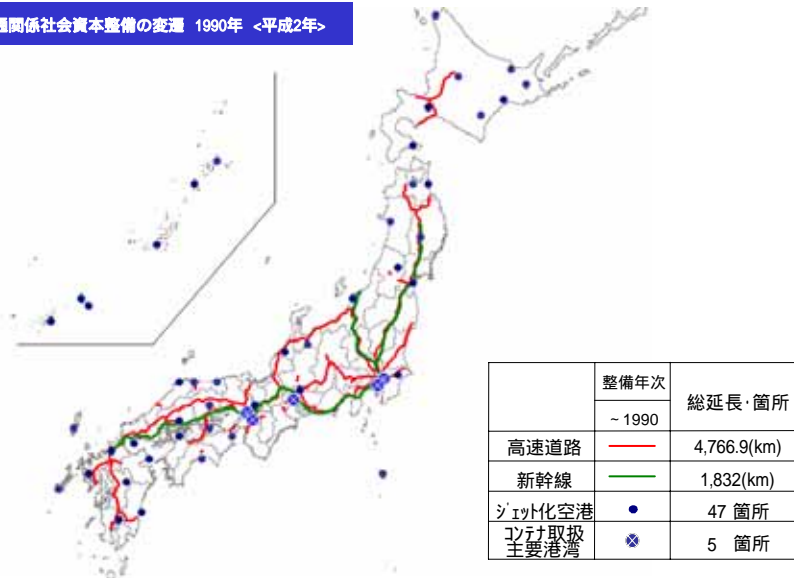 通関係社会資本整備の変遷 1990年 <平成2年>
整備年次
総延長・箇所
~1990
高速道路 4,766.9(km)
新幹線 1,832(km)
ジェット化空港 47 箇所
コンテナ取扱
主要港湾 5 箇所